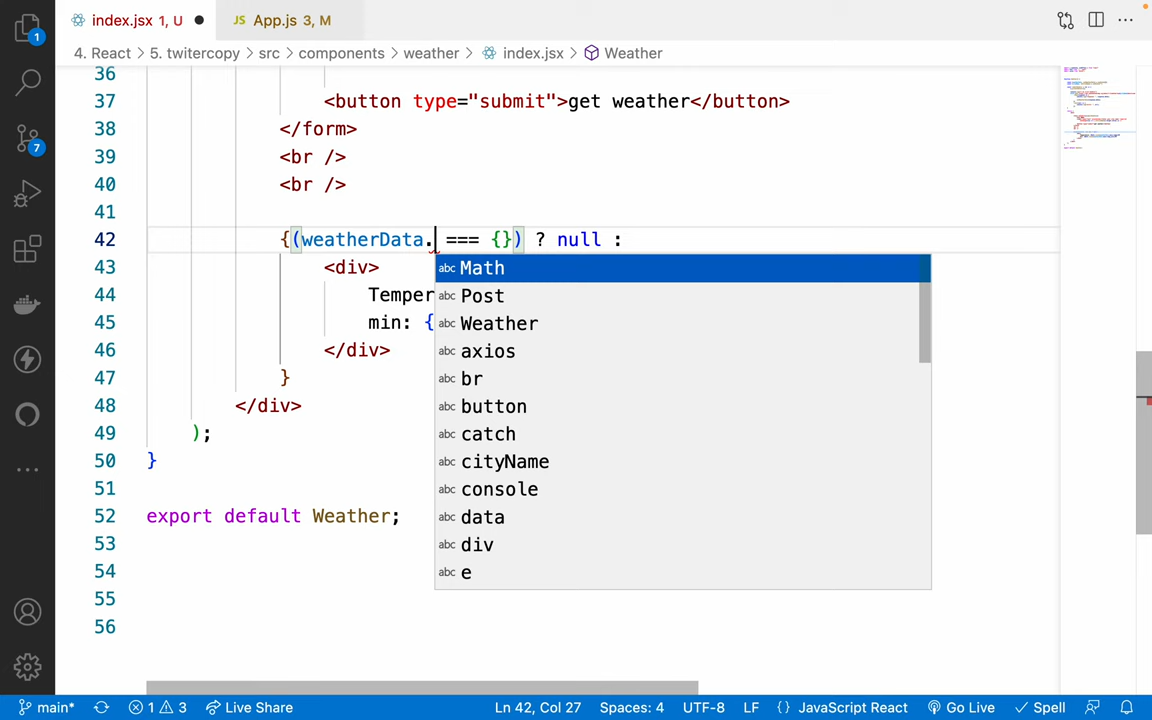 index.jsx 1, U
JS App.js 3, M
4. React > 5. twitercopy > src > components > weather > index.jsx > Weather
1
7
36
37 <button type="submit">get weather</button>
38 </form>
39 <br />
40 <br />
41
42 {(weatherData. === {}) ? null :
43 <div>
44 Temper
45 min: {
46 </div>
47 }
48 </div>
49 );
50 }
51
52 export default Weather;
53
54
55
56
abc Math
abc Post
abc Weather
abc axios
abc br
abc button
abc catch
abc cityName
abc console
abc data
abc div
abc e
main* 1 3 Live Share Ln 42, Col 27 Spaces: 4 UTF-8 LF {} JavaScript React Go Live Spell